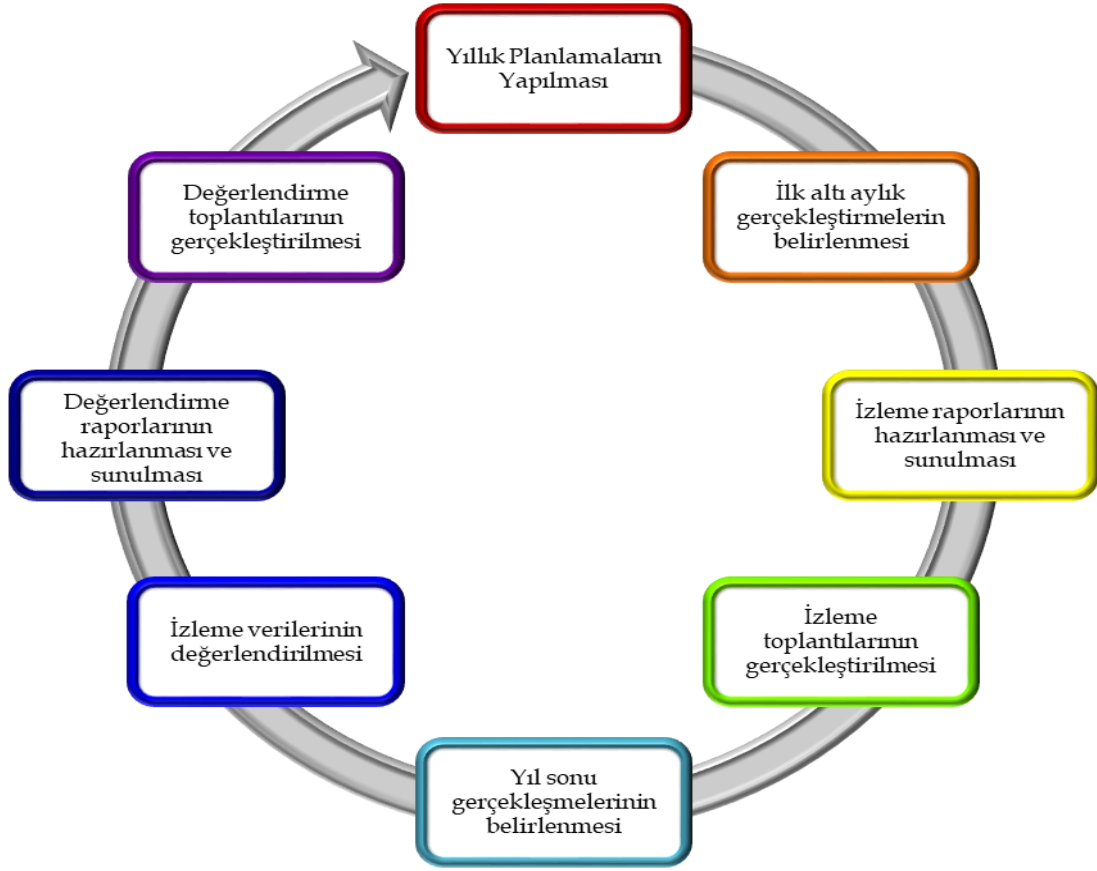 Yıllık Planlamaların
Yapılması
İlk altı aylık
gerçekleştirmelerin
belirlenmesi
İzleme raporlarının
hazırlanması ve
sunulması
İzleme
toplantılarının
gerçekleştirilmesi
Yıl sonu
gerçekleşmelerinin
belirlenmesi
İzleme verilerinin
değerlendirilmesi
Değerlendirme
raporlarının
hazırlanması ve
sunulması
Değerlendirme
toplantılarının
gerçekleştirilmesi